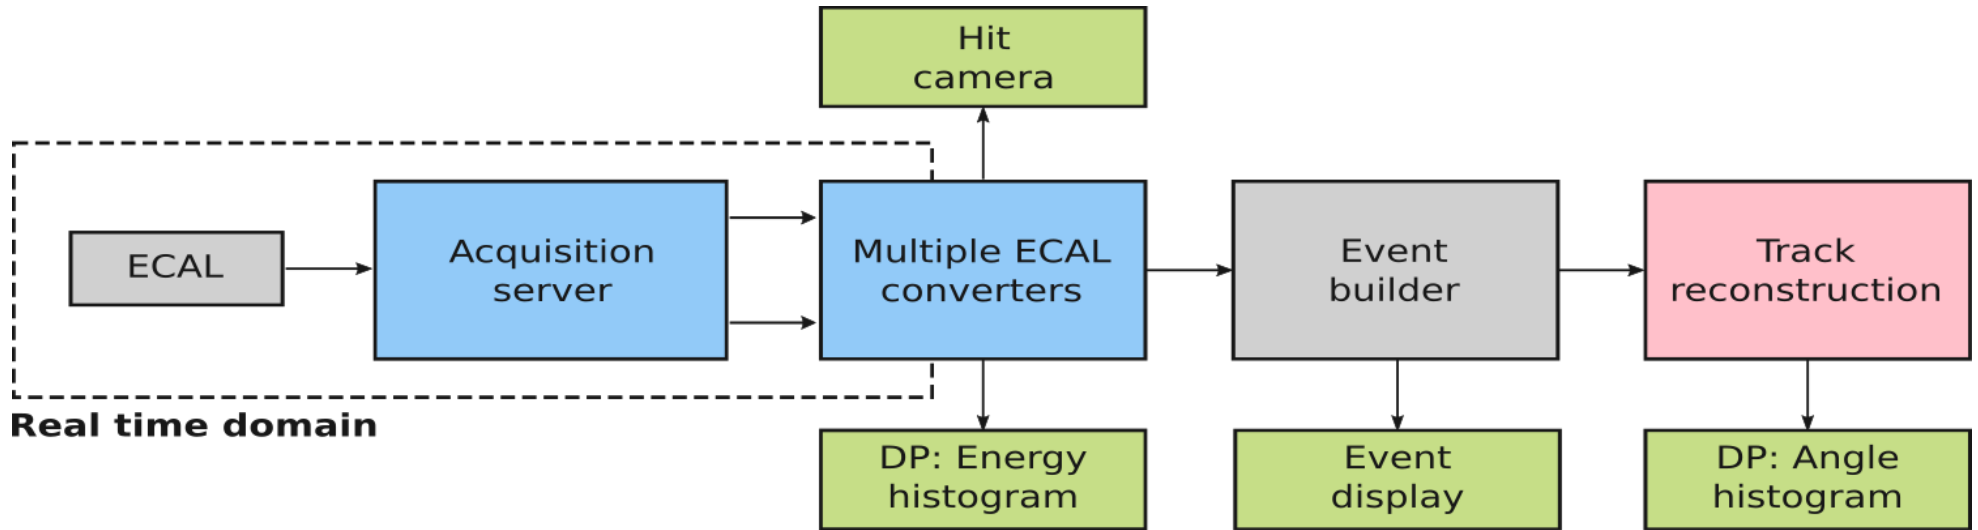 Hit
camera
ECAL
Acquisition
server
Multiple ECAL
converters
Event
builder
Track
reconstruction
Real time domain
DP: Energy
histogram
Event
display
DP: Angle
histogram